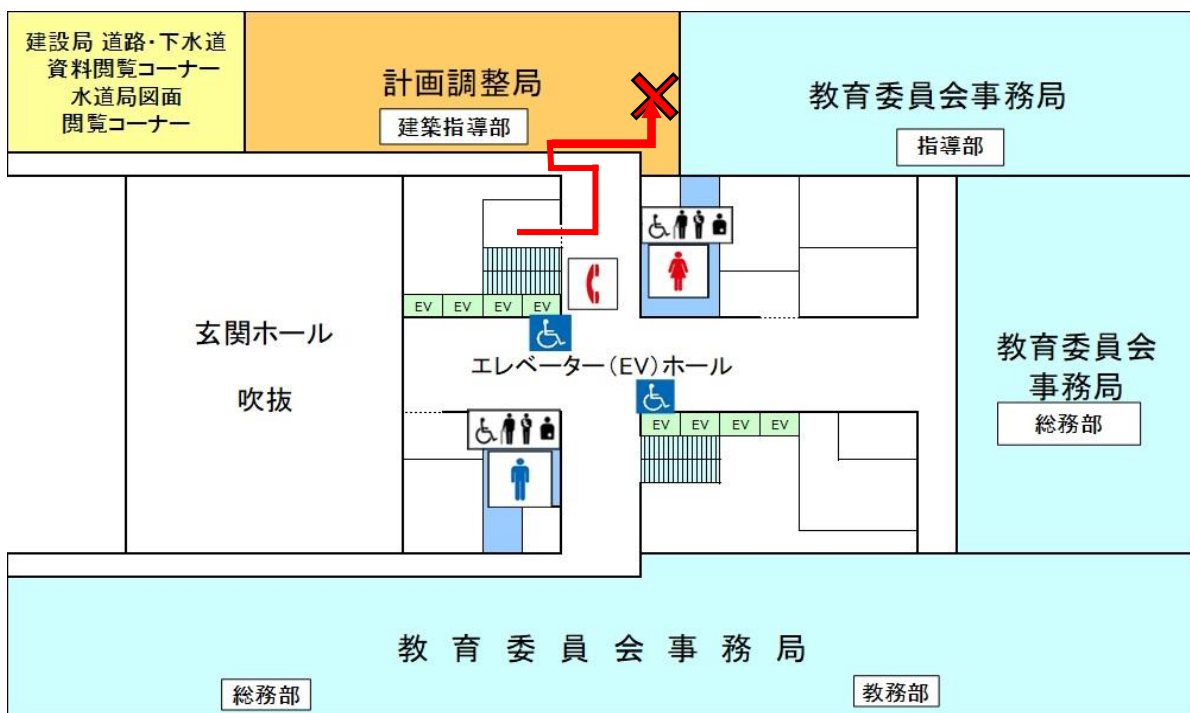 建設局 道路・下水道
資料閲覧コーナー
水道局図面
閲覧コーナー
計画調整局
建築指導部
教育委員会事務局
指導部
EV EV EV EV
玄関ホール
吹抜
エレベーター(EV)ホール
教育委員会
事務局
総務部
EV EV EV EV
教育委員会事務局
総務部
教務部